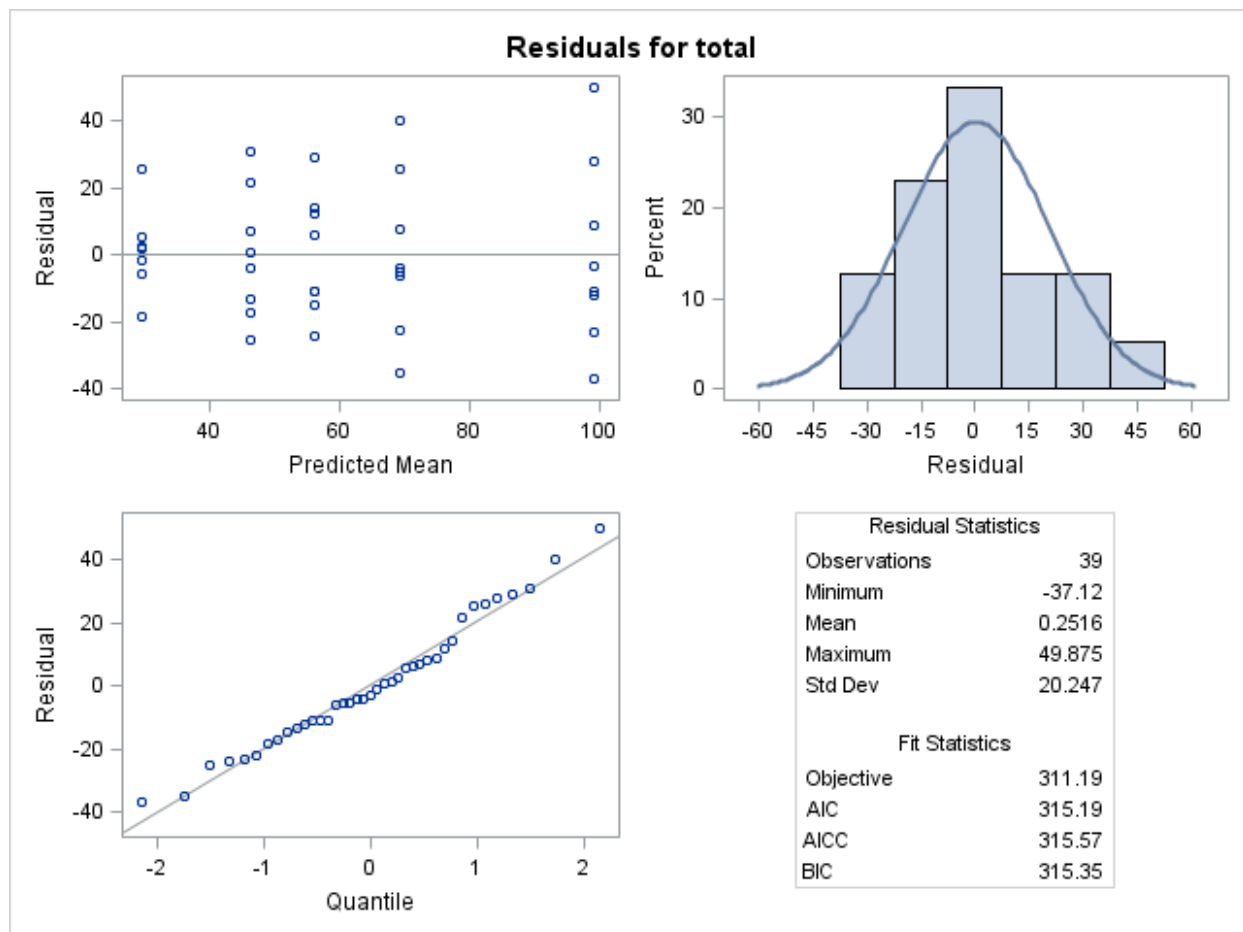 Residuals for total
Residual
40
20
0
-20
-40
40 60 80 100
Predicted Mean
Percent
30
20
10
0
-60 -45 -30 -15 0 15 30 45 60
Residual
Residual
40
20
0
-20
-40
-2 -1 0 1 2
Quantile
Residual Statistics
Observations 39
Minimum -37.12
Mean 0.2516
Maximum 49.875
Std Dev 20.247
Fit Statistics
Objective 311.19
AIC 315.19
AICC 315.57
BIC 315.35